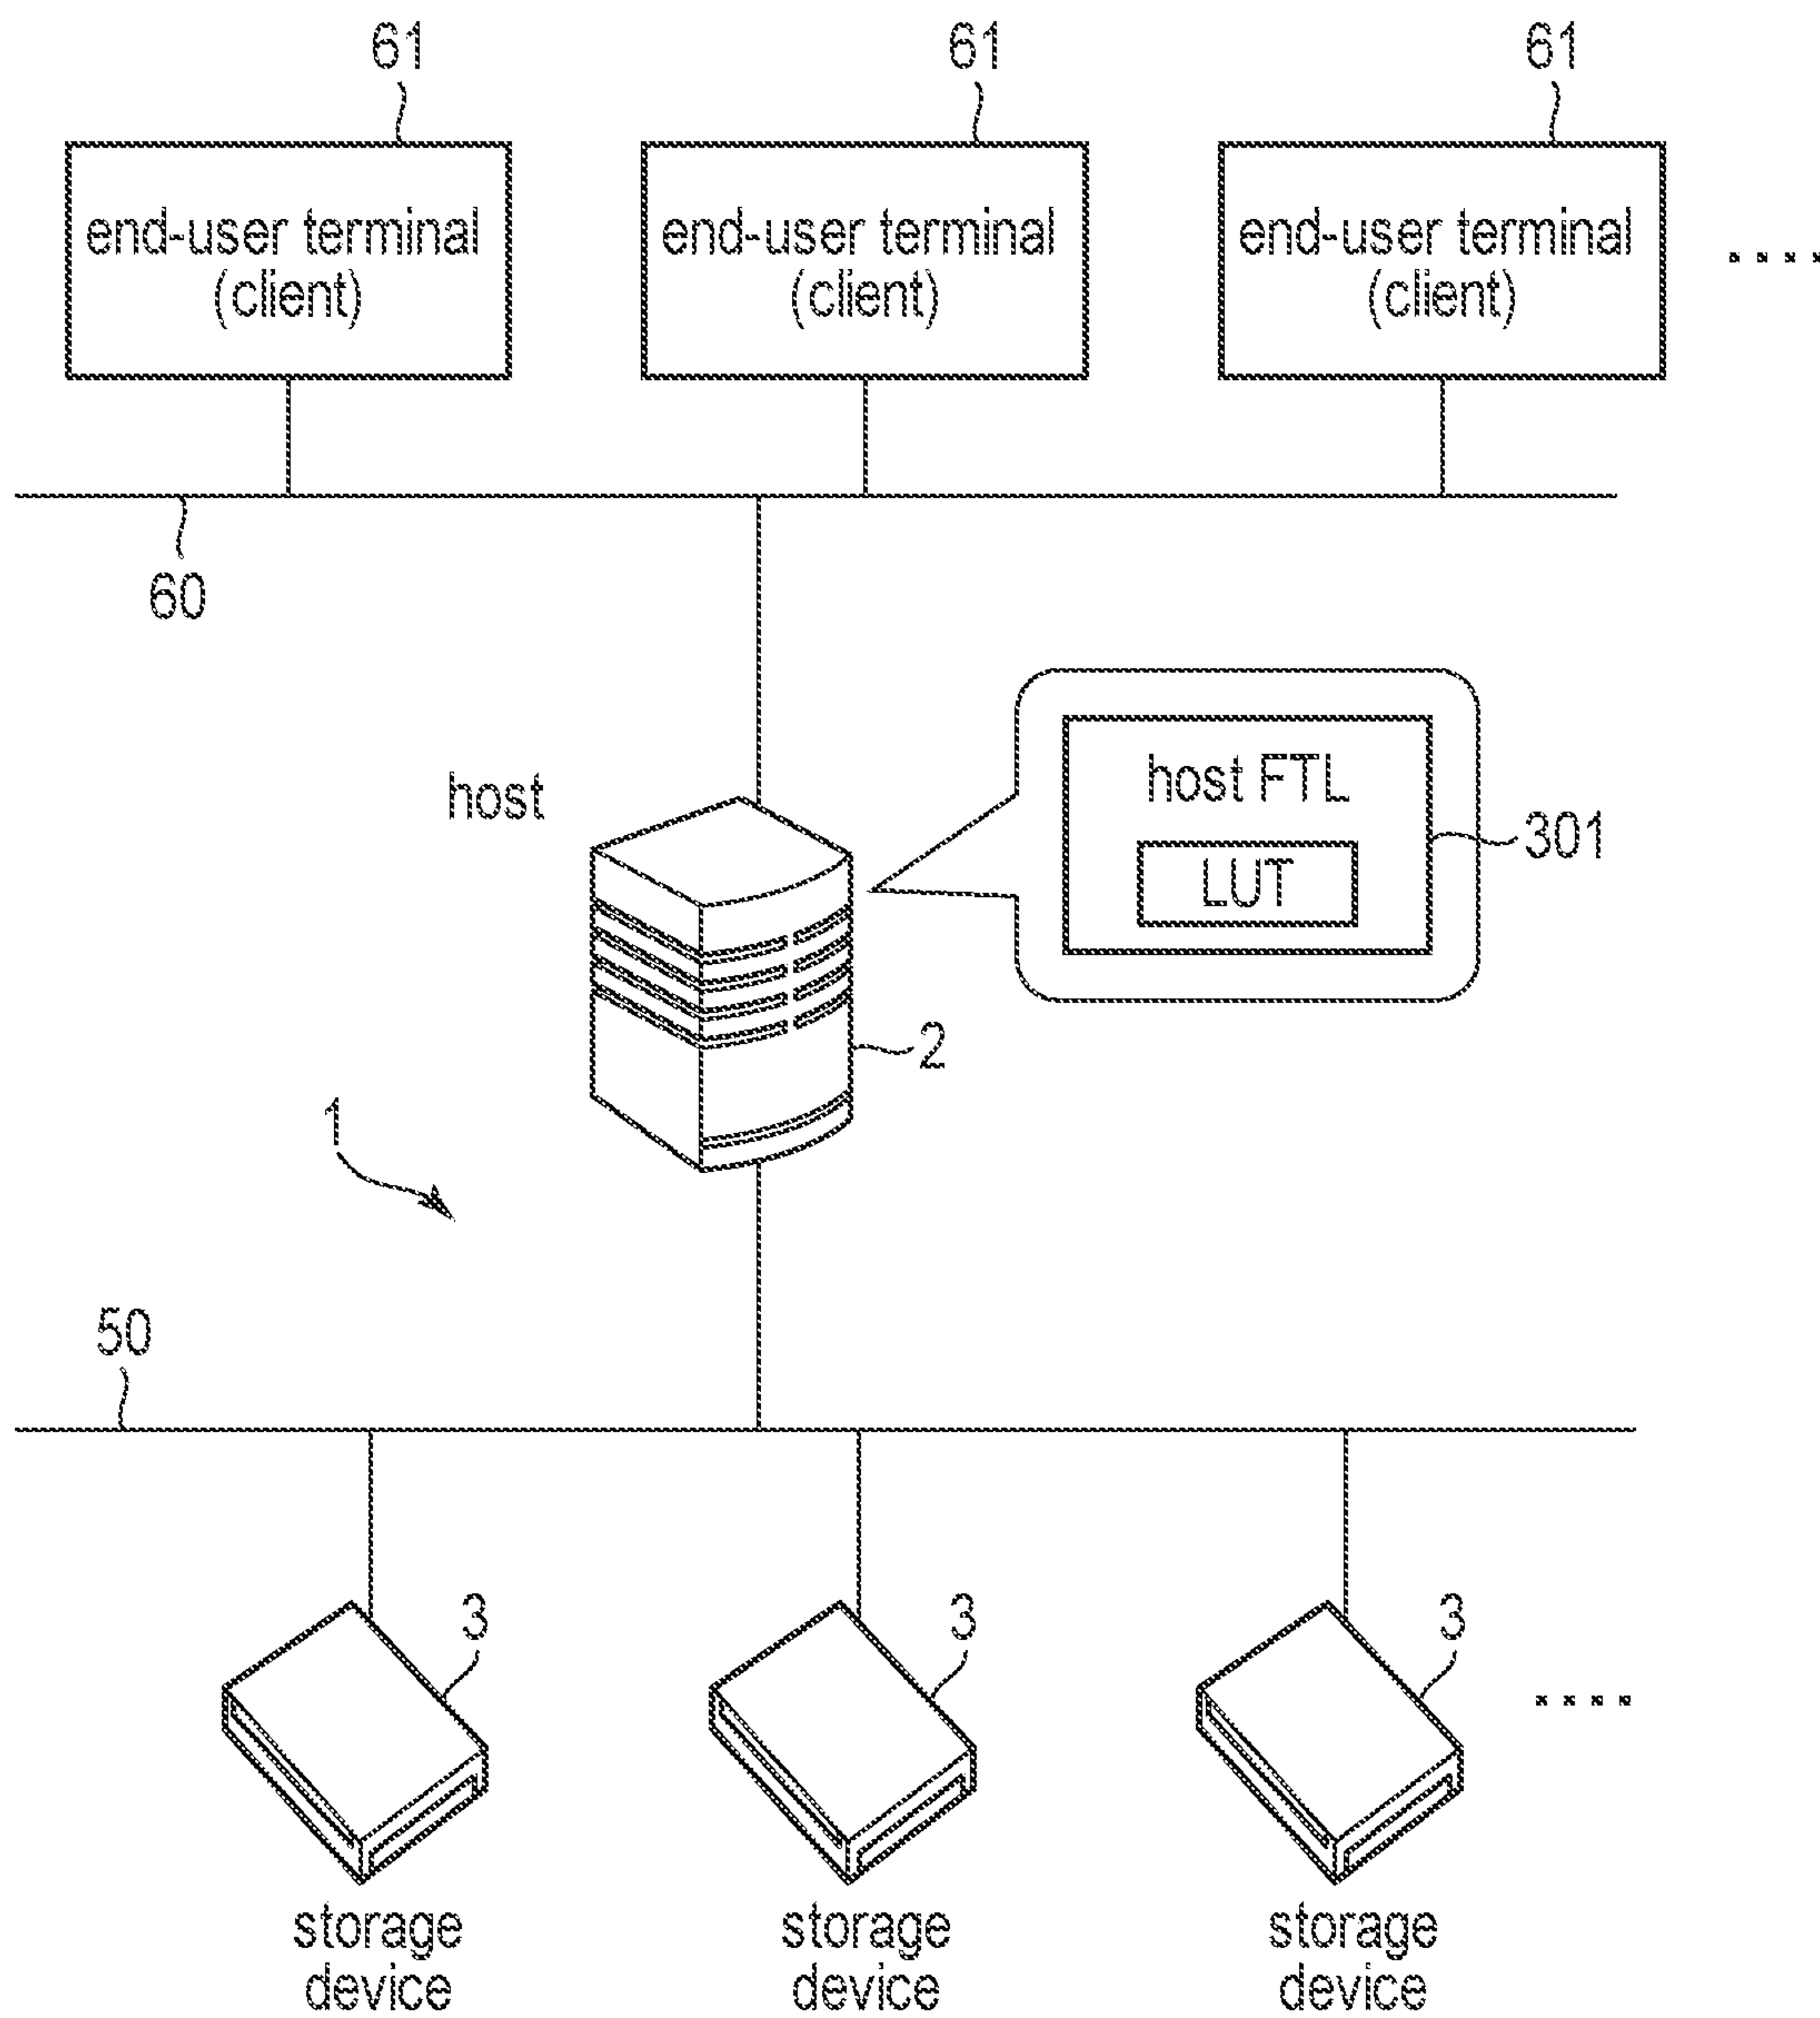 61 61 61
end-user terminal end-user terminal end-user terminal
(client) (client) (client)
60
host FTL
host
301
LUT
2
1
50
3 3 3
storage storage storage
device device device